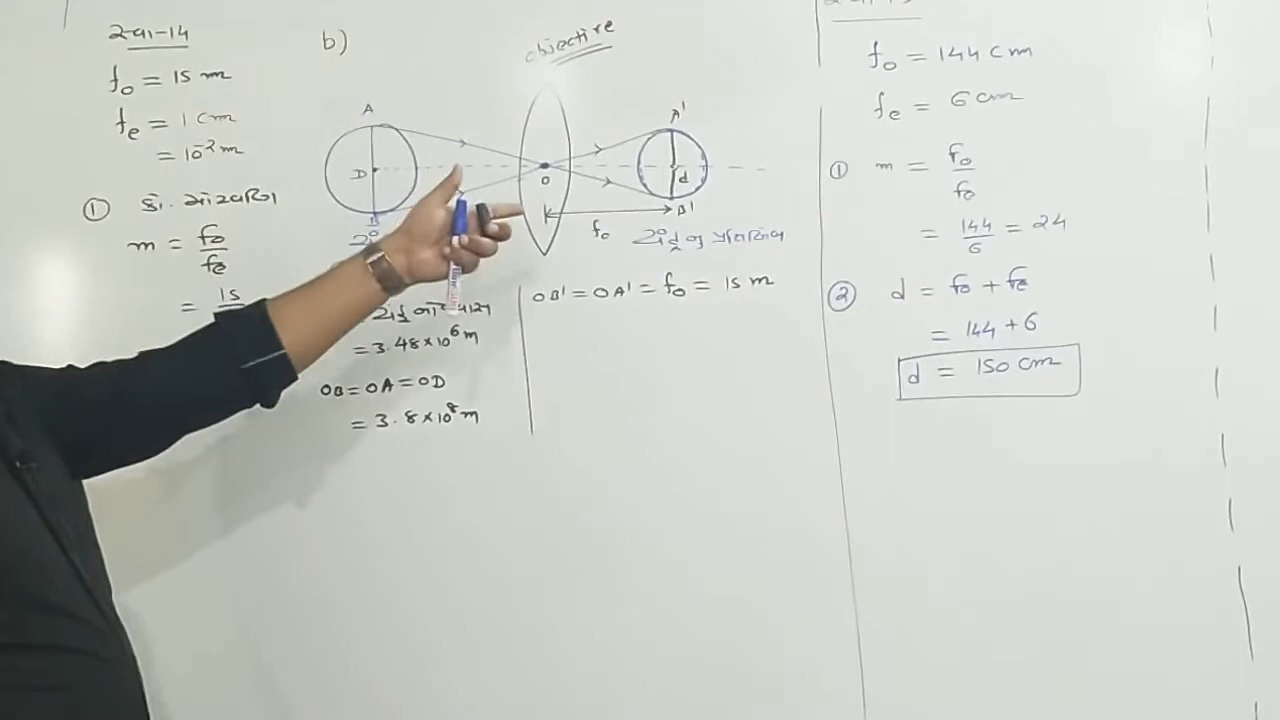 સ્વા-14
f₀ = 15 m
fₑ = 1 cm
= 10⁻² m
① કો. મોટવણી
m = f₀/fₑ
= 15
b)
objective
A
D
B
ચં
O
A'
d
B'
f₀
ચંદ્રનું પ્રતિબિંબ
= 3.48×10⁶ m
OB = OA = OD
= 3.8×10⁸ m
OB' = OA' = f₀ = 15 m
f₀ = 144 cm
fₑ = 6 cm
① m = f₀/fₑ
= 144/6 = 24
② d = f₀ + fₑ
= 144 + 6
d = 150 cm